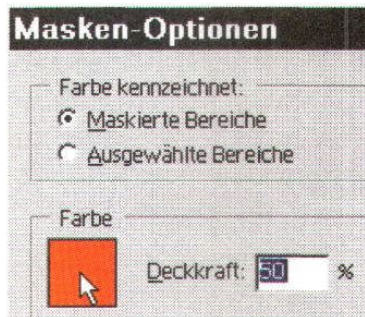 Masken-Optionen
Farbe kennzeichnet:
Maskierte Bereiche
Ausgewählte Bereiche
Farbe
Deckkraft: 50 %